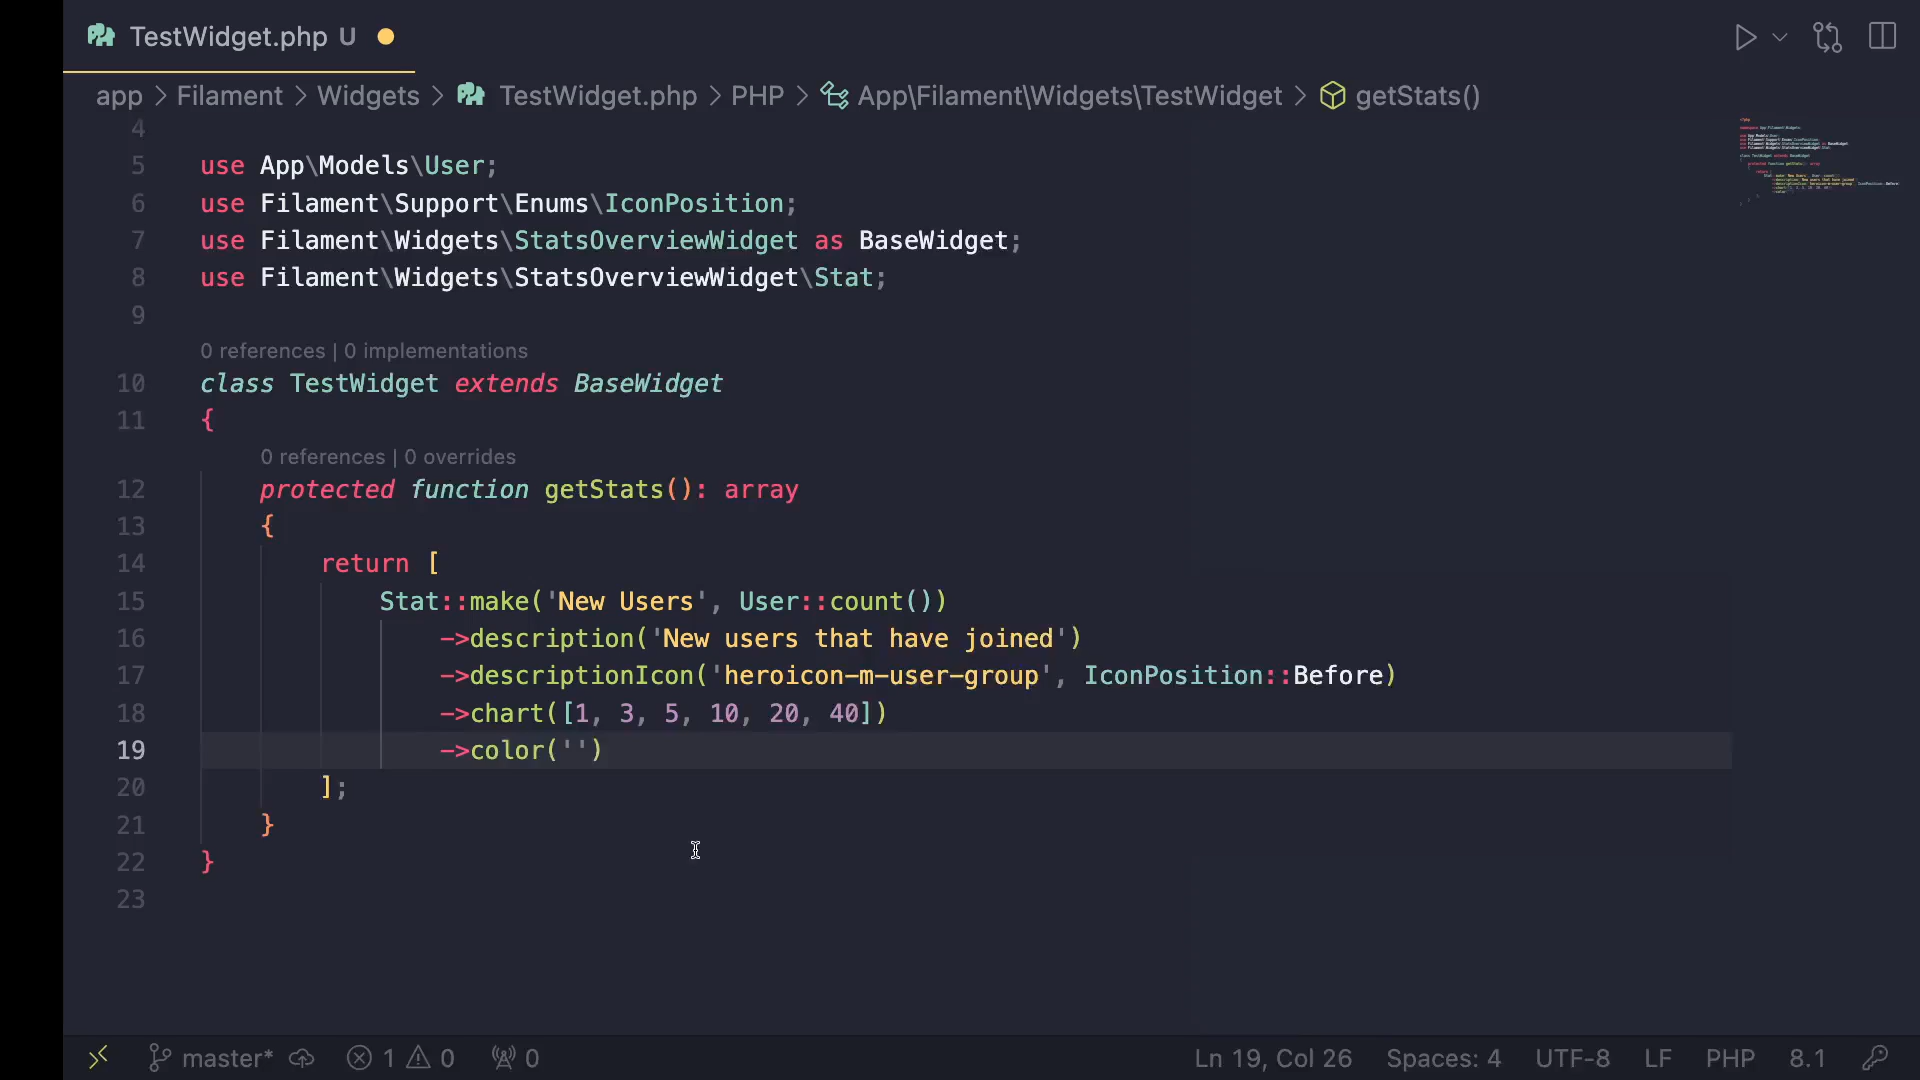 TestWidget.php U
app > Filament > Widgets > TestWidget.php > PHP > App\Filament\Widgets\TestWidget > getStats()
4
5 use App\Models\User;
6 use Filament\Support\Enums\IconPosition;
7 use Filament\Widgets\StatsOverviewWidget as BaseWidget;
8 use Filament\Widgets\StatsOverviewWidget\Stat;
9
0 references | 0 implementations
10 class TestWidget extends BaseWidget
11 {
0 references | 0 overrides
12 protected function getStats(): array
13 {
14 return [
15 Stat::make('New Users', User::count())
16 ->description('New users that have joined')
17 ->descriptionIcon('heroicon-m-user-group', IconPosition::Before)
18 ->chart([1, 3, 5, 10, 20, 40])
19 ->color('')
20 ];
21 }
22 }
23
master* 1 0 0 Ln 19, Col 26 Spaces: 4 UTF-8 LF PHP 8.1